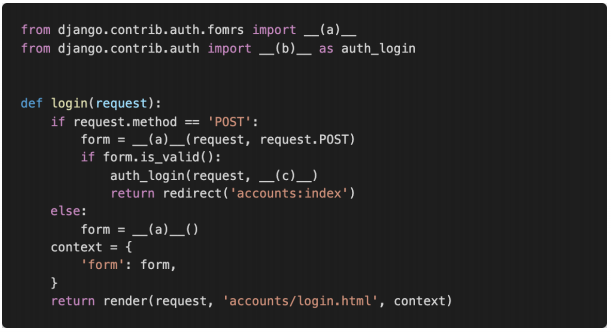 from django.contrib.auth.fomrs import __(a)__
from django.contrib.auth import __(b)__ as auth_login
def login(request):
    if request.method == 'POST':
        form = __(a)__(request, request.POST)
        if form.is_valid():
            auth_login(request, __(c)__)
            return redirect('accounts:index')
    else:
        form = __(a)__()
    context = {
        'form': form,
    }
    return render(request, 'accounts/login.html', context)